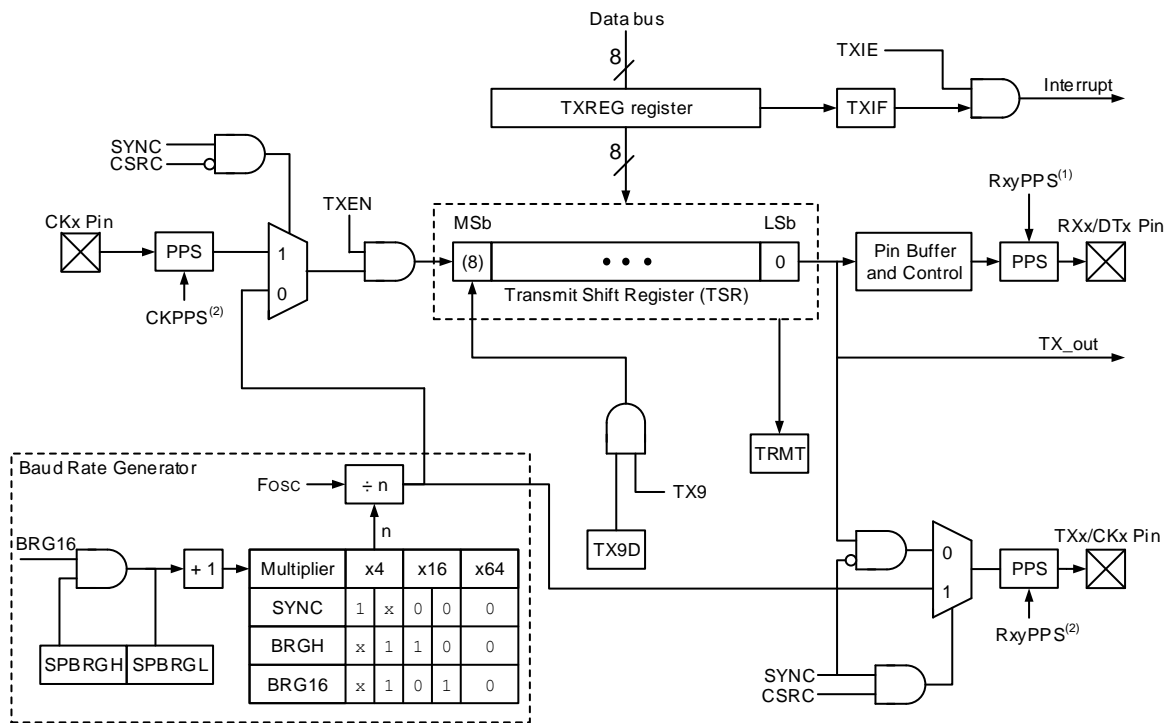 Data bus
8
TXIE
Interrupt
TXREG register
TXIF
8
SYNC
CSRC
RxyPPS(1)
TXEN
MSb
LSb
CKx Pin
RXx/DTx Pin
PPS
1
(8)
• • •
0
Pin Buffer
and Control
PPS
0
Transmit Shift Register (TSR)
CKPPS(2)
TX_out
TRMT
Baud Rate Generator
Fosc
÷ n
TX9
n
TX9D
BRG16
TXx/CKx Pin
+ 1
Multiplier x4 x16 x64
0
PPS
SYNC 1 x 0 0 0
1
BRGH x 1 1 0 0
RxyPPS(2)
SPBRGH SPBRGL
BRG16 x 1 0 1 0
SYNC
CSRC